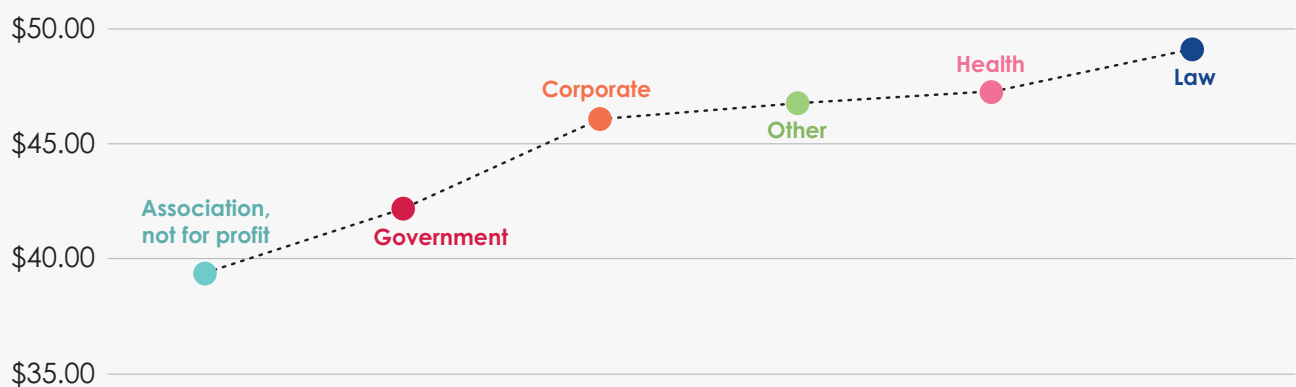 $50.00
Health
Law
Corporate
Other
$45.00
Association,
not for profit
Government
$40.00
$35.00